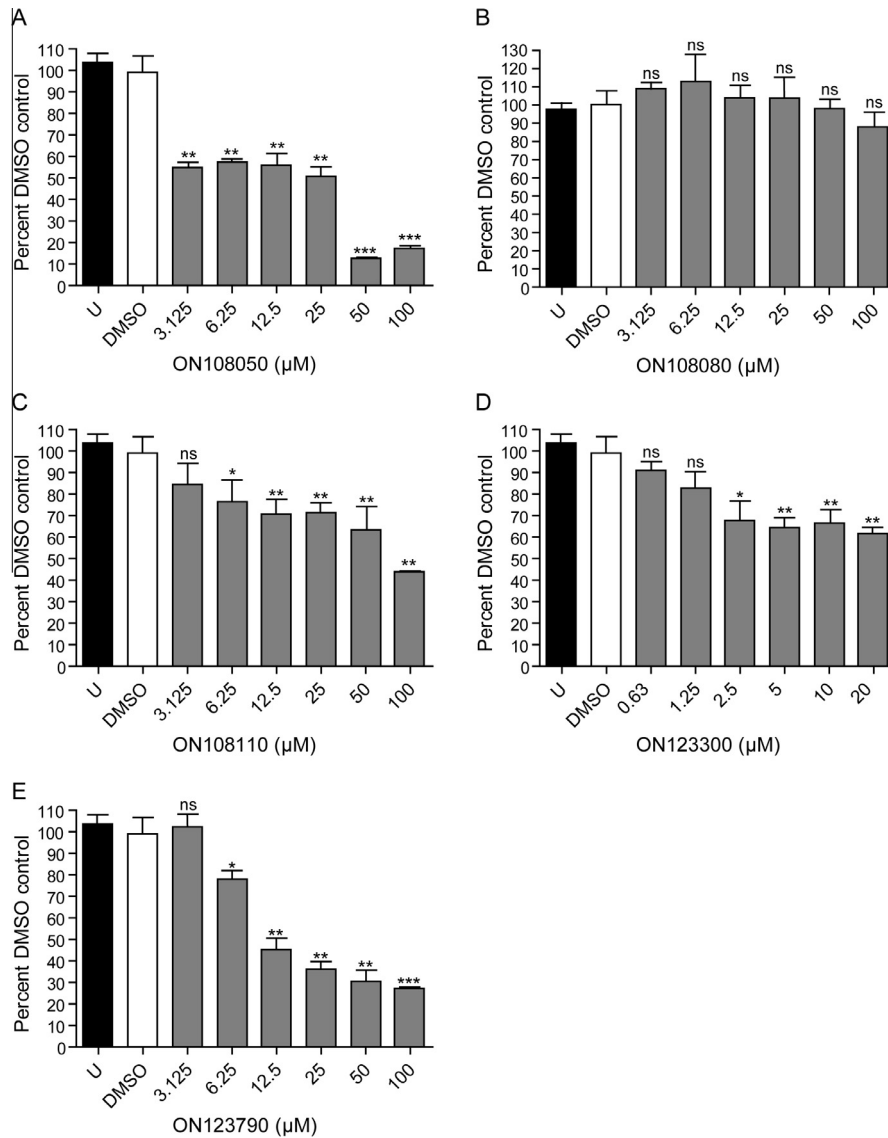 A
Percent DMSO control
110
100
90
80
70
60
50
40
30
20
10
0
** ** ** ** *** ***
U DMSO 3.125 6.25 12.5 25 50 100
ON108050 (µM)
B
Percent DMSO control
130
120
110
100
90
80
70
60
50
40
30
20
10
0
ns ns ns ns ns ns
U DMSO 3.125 6.25 12.5 25 50 100
ON108080 (µM)
C
Percent DMSO control
110
100
90
80
70
60
50
40
30
20
10
0
ns * ** ** ** **
U DMSO 3.125 6.25 12.5 25 50 100
ON108110 (µM)
D
Percent DMSO control
110
100
90
80
70
60
50
40
30
20
10
0
ns ns * ** ** **
U DMSO 0.63 1.25 2.5 5 10 20
ON123300 (µM)
E
Percent DMSO control
110
100
90
80
70
60
50
40
30
20
10
0
ns * ** ** ** ***
U DMSO 3.125 6.25 12.5 25 50 100
ON123790 (µM)